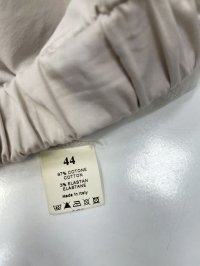 44
97% COTONE
COTTON
3% ELASTAN
ELASTANE
Made in Italy